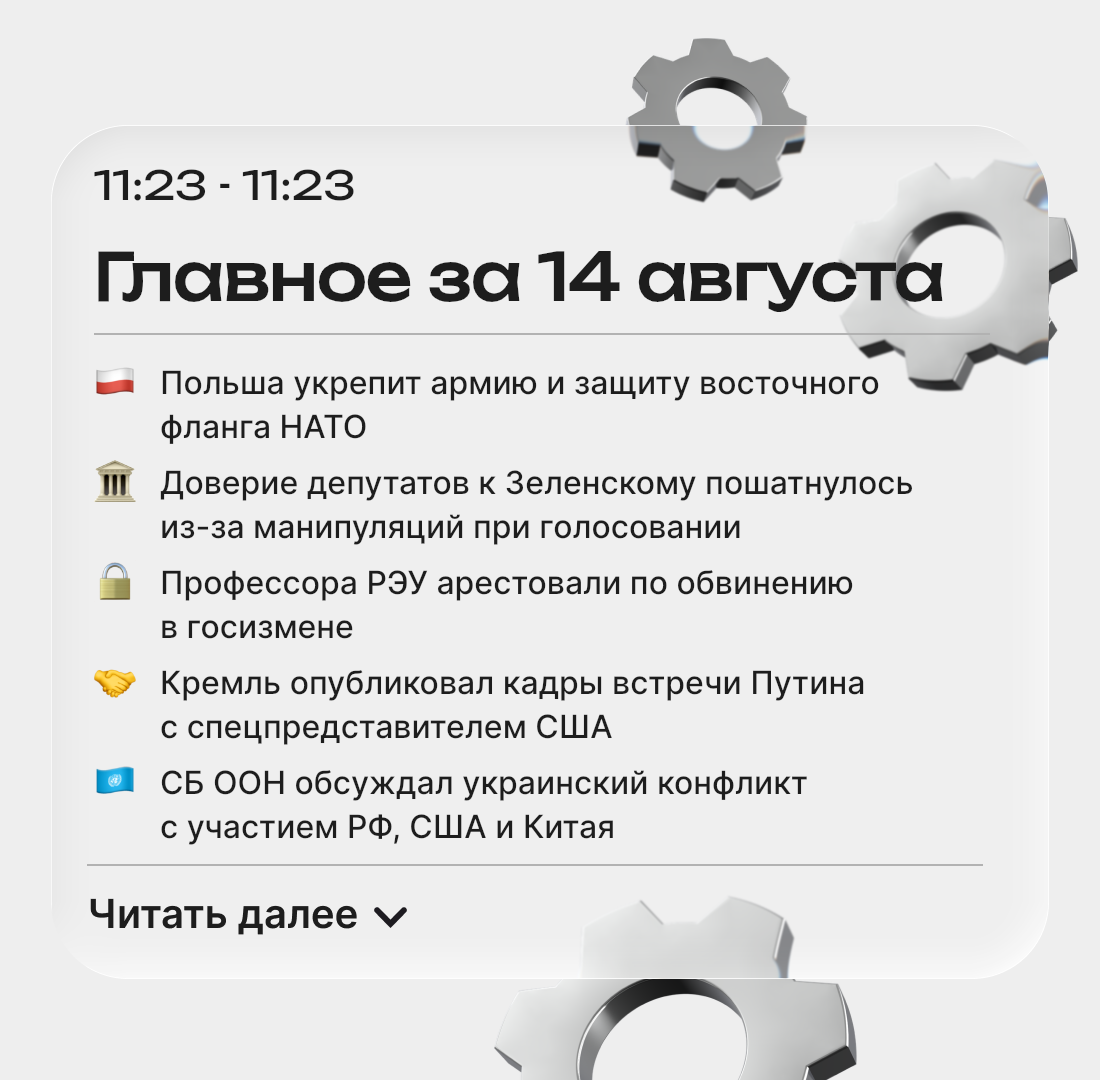 11:23 - 11:23
Главное за 14 августа
Польша укрепит армию и защиту восточного
фланга НАТО
Доверие депутатов к Зеленскому пошатнулось
из-за манипуляций при голосовании
Профессора РЭУ арестовали по обвинению
в госизмене
Кремль опубликовал кадры встречи Путина
с спецпредставителем США
СБ ООН обсуждал украинский конфликт
с участием РФ, США и Китая
Читать далее